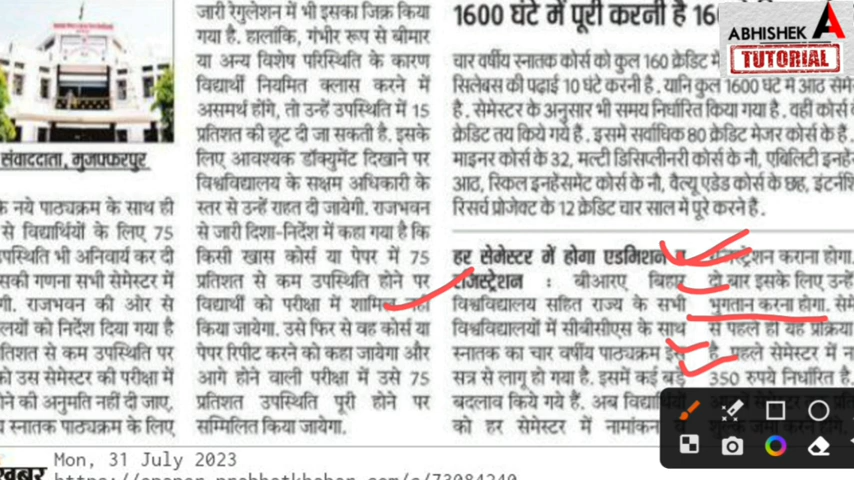 संवाददाता, मुजफ्फरपुर
के नये पाठ्यक्रम के साथ ही
से विद्यार्थियों के लिए 75
उपस्थिति भी अनिवार्य कर दी
सकी गणना सभी सेमेस्टर में
गी. राजभवन की ओर से
लयों को निर्देश दिया गया है
तिशत से कम उपस्थिति पर
को उस सेमेस्टर की परीक्षा में
होने की अनुमति नहीं दी जाए.
य स्नातक पाठ्यक्रम के लिए
जारी रेगुलेशन में भी इसका जिक्र किया
गया है. हालांकि, गंभीर रूप से बीमार
या अन्य विशेष परिस्थिति के कारण
विद्यार्थी नियमित क्लास करने में
असमर्थ होंगे, तो उन्हें उपस्थिति में 15
प्रतिशत की छूट दी जा सकती है. इसके
लिए आवश्यक डॉक्यूमेंट दिखाने पर
विश्वविद्यालय के सक्षम अधिकारी के
स्तर से उन्हें राहत दी जायेगी. राजभवन
से जारी दिशा-निर्देश में कहा गया है कि
किसी खास कोर्स या पेपर में 75
प्रतिशत से कम उपस्थिति होने पर
विद्यार्थी को परीक्षा में शामिल नहीं
किया जायेगा. उसे फिर से वह कोर्स या
पेपर रिपीट करने को कहा जायेगा और
आगे होने वाली परीक्षा में उसे 75
प्रतिशत उपस्थिति पूरी होने पर
सम्मिलित किया जायेगा.
1600 घंटे में पूरी करनी है 16
चार वर्षीय स्नातक कोर्स को कुल 160 क्रेडिट में
सिलेबस की पढ़ाई 10 घंटे करनी है. यानि कुल 1600 घंटे में आठ सेमे
है. सेमेस्टर के अनुसार भी समय निर्धारित किया गया है. वहीं कोर्स के
क्रेडिट तय किये गये हैं. इसमें सर्वाधिक 80 क्रेडिट मेजर कोर्स के है.
माइनर कोर्स के 32, मल्टी डिसिप्लीनरी कोर्स के नौ, एबिलिटी इनहें
आठ, स्किल इनहेंसमेंट कोर्स के नौ, वैल्यू एडेड कोर्स के छह, इंटर्नशि
रिसर्च प्रोजेक्ट के 12 क्रेडिट चार साल में पूरे करने हैं.
हर सेमेस्टर में होगा एडमिशन व
रजिस्ट्रेशन : बीआरए बिहार
विश्वविद्यालय सहित राज्य के सभी
विश्वविद्यालयों में सीबीसीएस के साथ
स्नातक का चार वर्षीय पाठ्यक्रम इस
सत्र से लागू हो गया है. इसमें कई बड़े
बदलाव किये गये हैं. अब विद्यार्थियों
को हर सेमेस्टर में नामांकन व
रजिस्ट्रेशन कराना होगा.
दो बार इसके लिए उन्हें
भुगतान करना होगा. सेमे
से पहले ही यह प्रक्रिया
है. पहले सेमेस्टर में न
350 रुपये निर्धारित है.
ABHISHEK A
TUTORIAL
खबर
Mon, 31 July 2023